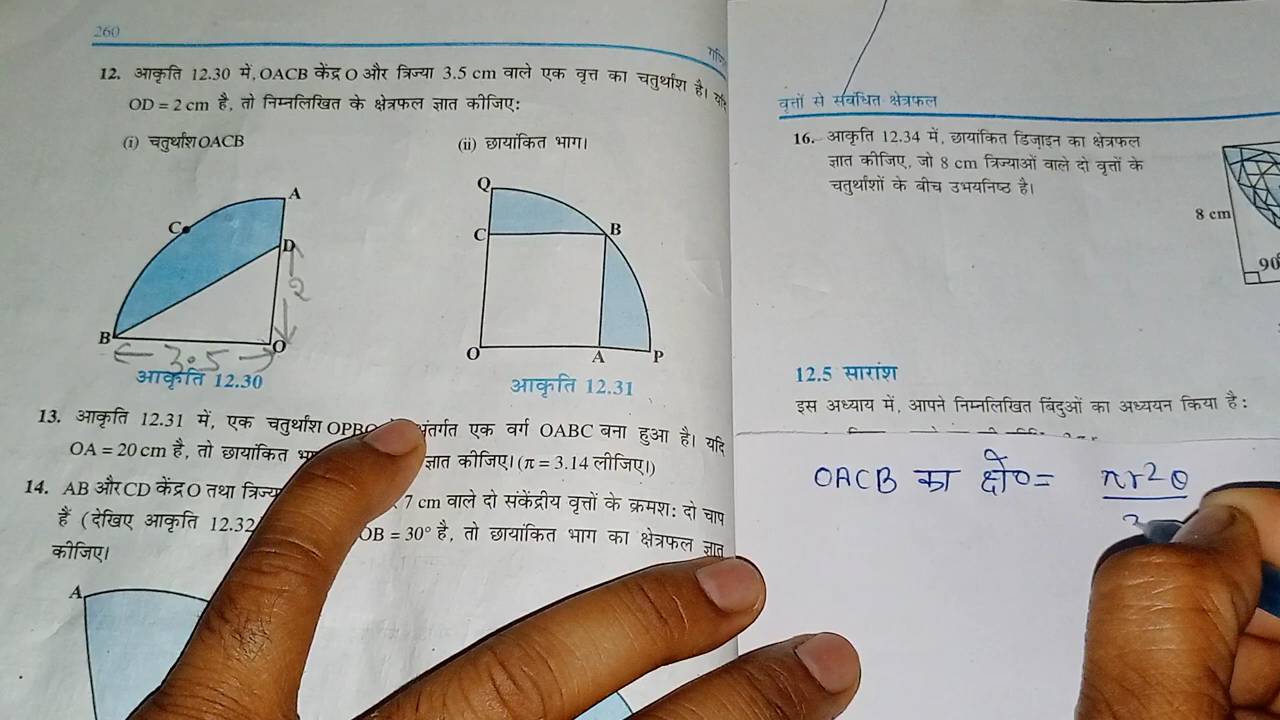 260
गणि
12. आकृति 12.30 में, OACB केंद्र O और त्रिज्या 3.5 cm वाले एक वृत्त का चतुर्थांश है। यदि
OD = 2 cm है, तो निम्नलिखित के क्षेत्रफल ज्ञात कीजिए:
(i) चतुर्थांश OACB
(ii) छायांकित भाग।
A
C
D
2
B
O
3.5
आकृति 12.30
Q
C
B
O
A
P
आकृति 12.31
13. आकृति 12.31 में, एक चतुर्थांश OPBQ अंतर्गत एक वर्ग OABC बना हुआ है। यदि
OA = 20 cm है, तो छायांकित ज्ञात कीजिए। (π = 3.14 लीजिए।)
14. AB और CD केंद्र O तथा त्रिज्य 7 cm वाले दो संकेंद्रीय वृत्तों के क्रमश: दो चाप
हैं (देखिए आकृति 12.32 OB = 30° है, तो छायांकित भाग का क्षेत्रफल ज्ञात
कीजिए।
A
वृत्तों से संबंधित क्षेत्रफल
16. आकृति 12.34 में, छायांकित डिज़ाइन का क्षेत्रफल
ज्ञात कीजिए, जो 8 cm त्रिज्याओं वाले दो वृत्तों के
चतुर्थांशों के बीच उभयनिष्ठ है।
8 cm
90°
12.5 सारांश
इस अध्याय में, आपने निम्नलिखित बिंदुओं का अध्ययन किया है :
OACB का क्षे० = πr²θ
3